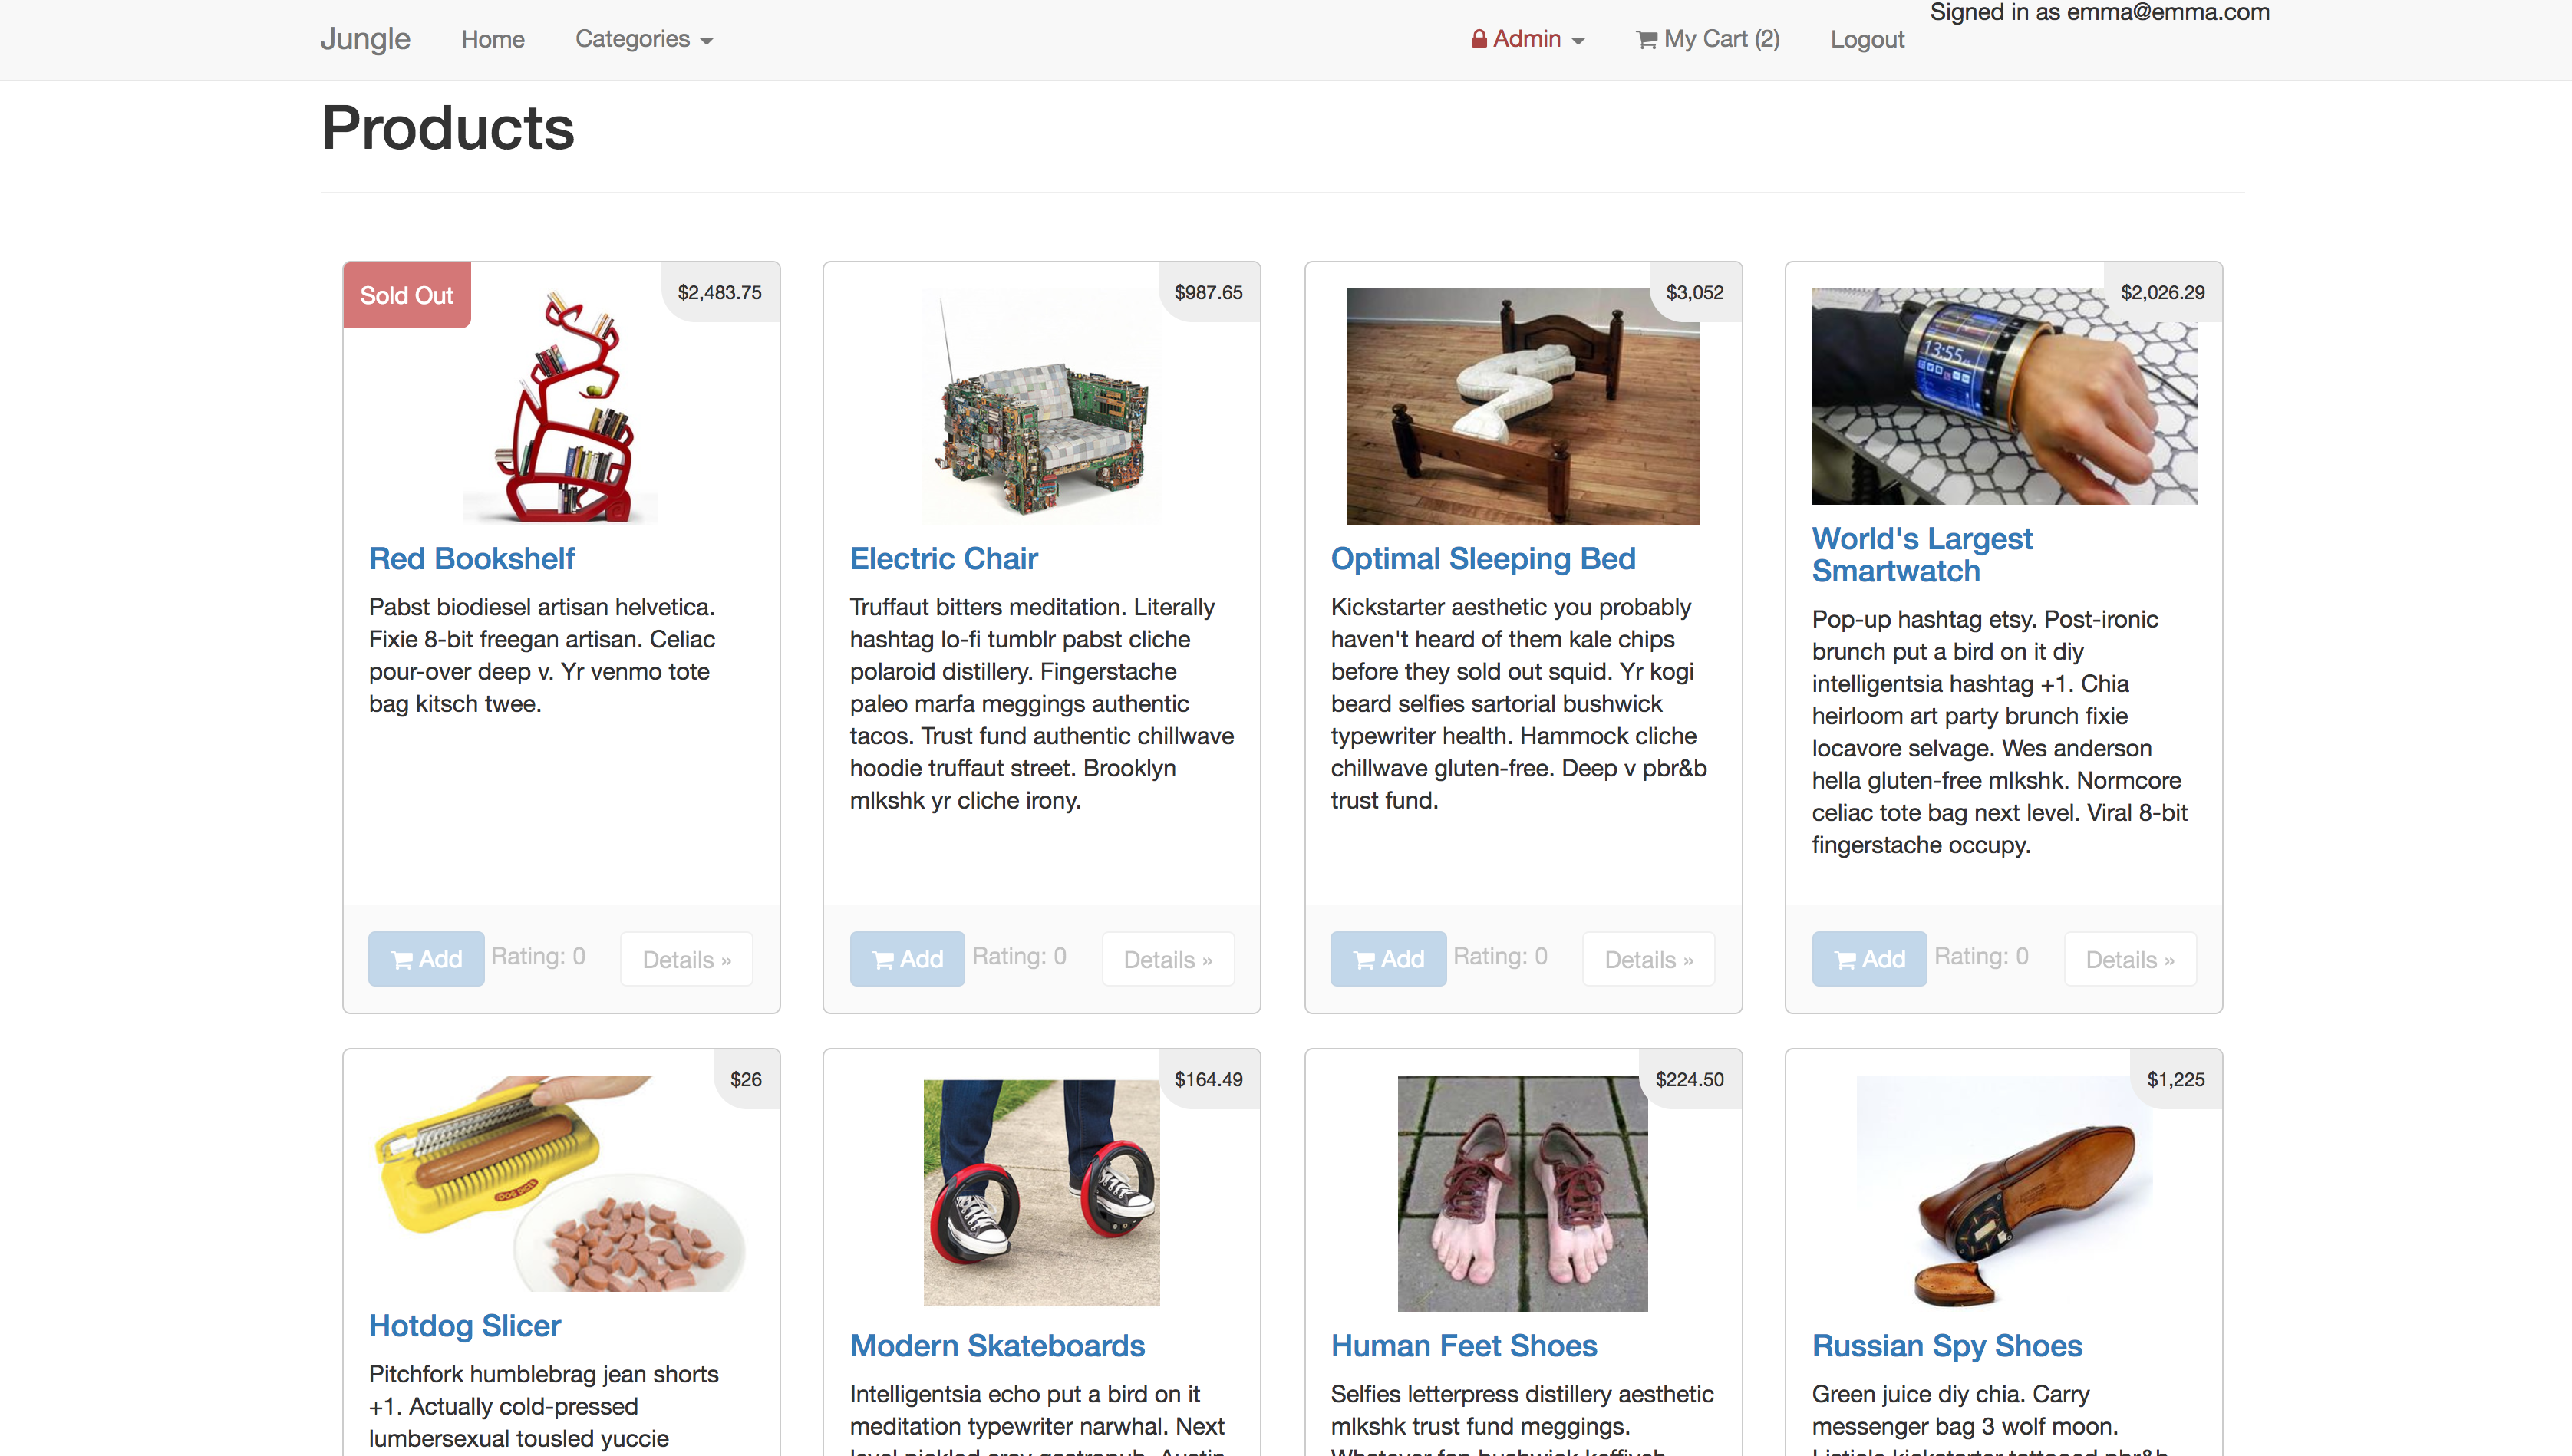 Signed in as emma@emma.com
Jungle Home Categories Admin My Cart (2) Logout
Products
Sold Out
$2,483.75
Red Bookshelf
Pabst biodiesel artisan helvetica.
Fixie 8-bit freegan artisan. Celiac
pour-over deep v. Yr venmo tote
bag kitsch twee.
Add Rating: 0 Details »
$987.65
Electric Chair
Truffaut bitters meditation. Literally
hashtag lo-fi tumblr pabst cliche
polaroid distillery. Fingerstache
paleo marfa meggings authentic
tacos. Trust fund authentic chillwave
hoodie truffaut street. Brooklyn
mlkshk yr cliche irony.
Add Rating: 0 Details »
$3,052
Optimal Sleeping Bed
Kickstarter aesthetic you probably
haven't heard of them kale chips
before they sold out squid. Yr kogi
beard selfies sartorial bushwick
typewriter health. Hammock cliche
chillwave gluten-free. Deep v pbr&b
trust fund.
Add Rating: 0 Details »
$2,026.29
13:55
World's Largest
Smartwatch
Pop-up hashtag etsy. Post-ironic
brunch put a bird on it diy
intelligentsia hashtag +1. Chia
heirloom art party brunch fixie
locavore selvage. Wes anderson
hella gluten-free mlkshk. Normcore
celiac tote bag next level. Viral 8-bit
fingerstache occupy.
Add Rating: 0 Details »
$26
Hotdog Slicer
Pitchfork humblebrag jean shorts
+1. Actually cold-pressed
lumbersexual tousled yuccie
$164.49
Modern Skateboards
Intelligentsia echo put a bird on it
meditation typewriter narwhal. Next
$224.50
Human Feet Shoes
Selfies letterpress distillery aesthetic
mlkshk trust fund meggings.
$1,225
Russian Spy Shoes
Green juice diy chia. Carry
messenger bag 3 wolf moon.